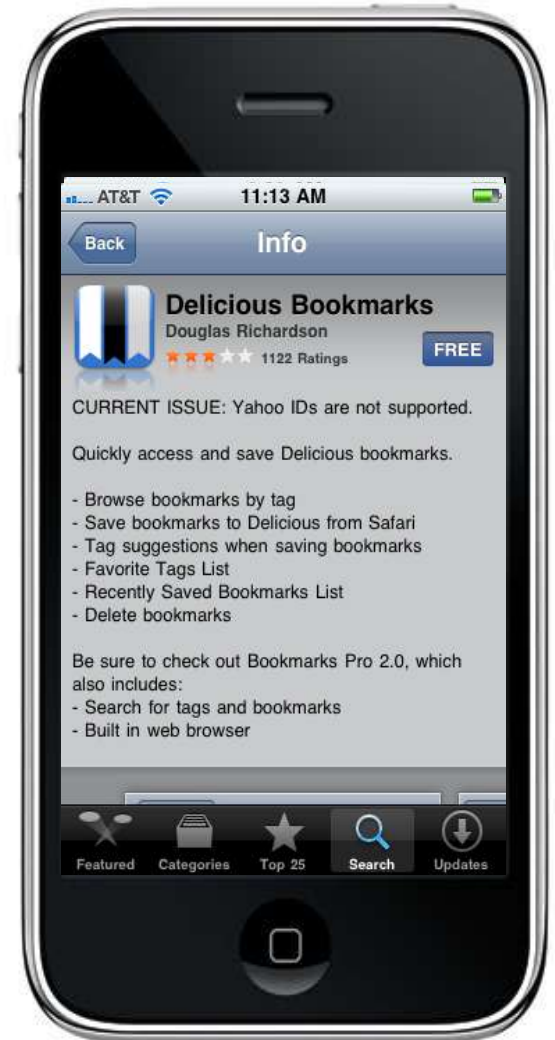 AT&T 11:13 AM
Back Info
Delicious Bookmarks
Douglas Richardson
1122 Ratings FREE
CURRENT ISSUE: Yahoo IDs are not supported.
Quickly access and save Delicious bookmarks.
- Browse bookmarks by tag
- Save bookmarks to Delicious from Safari
- Tag suggestions when saving bookmarks
- Favorite Tags List
- Recently Saved Bookmarks List
- Delete bookmarks
Be sure to check out Bookmarks Pro 2.0, which
also includes:
- Search for tags and bookmarks
- Built in web browser
Featured Categories Top 25 Search Updates